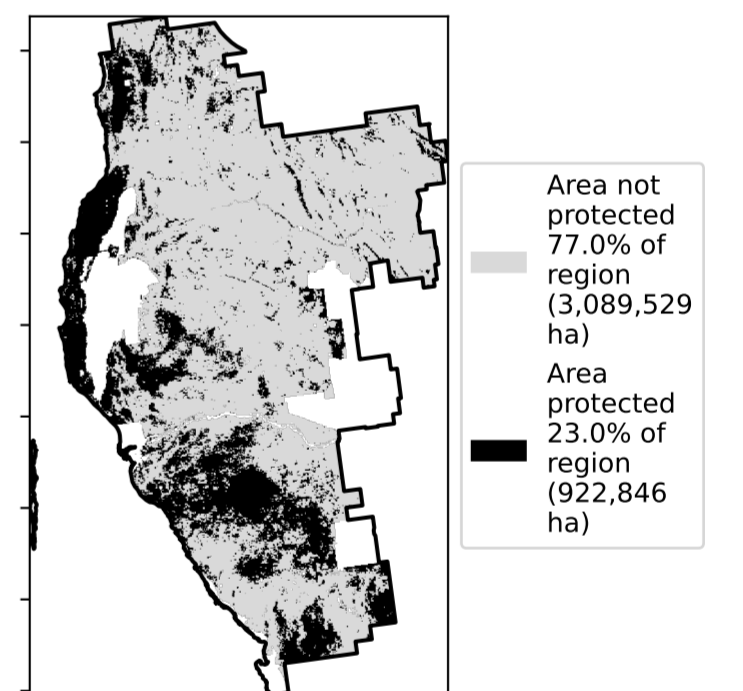 Area not
protected
77.0% of
region
(3,089,529
ha)
Area
protected
23.0% of
region
(922,846
ha)